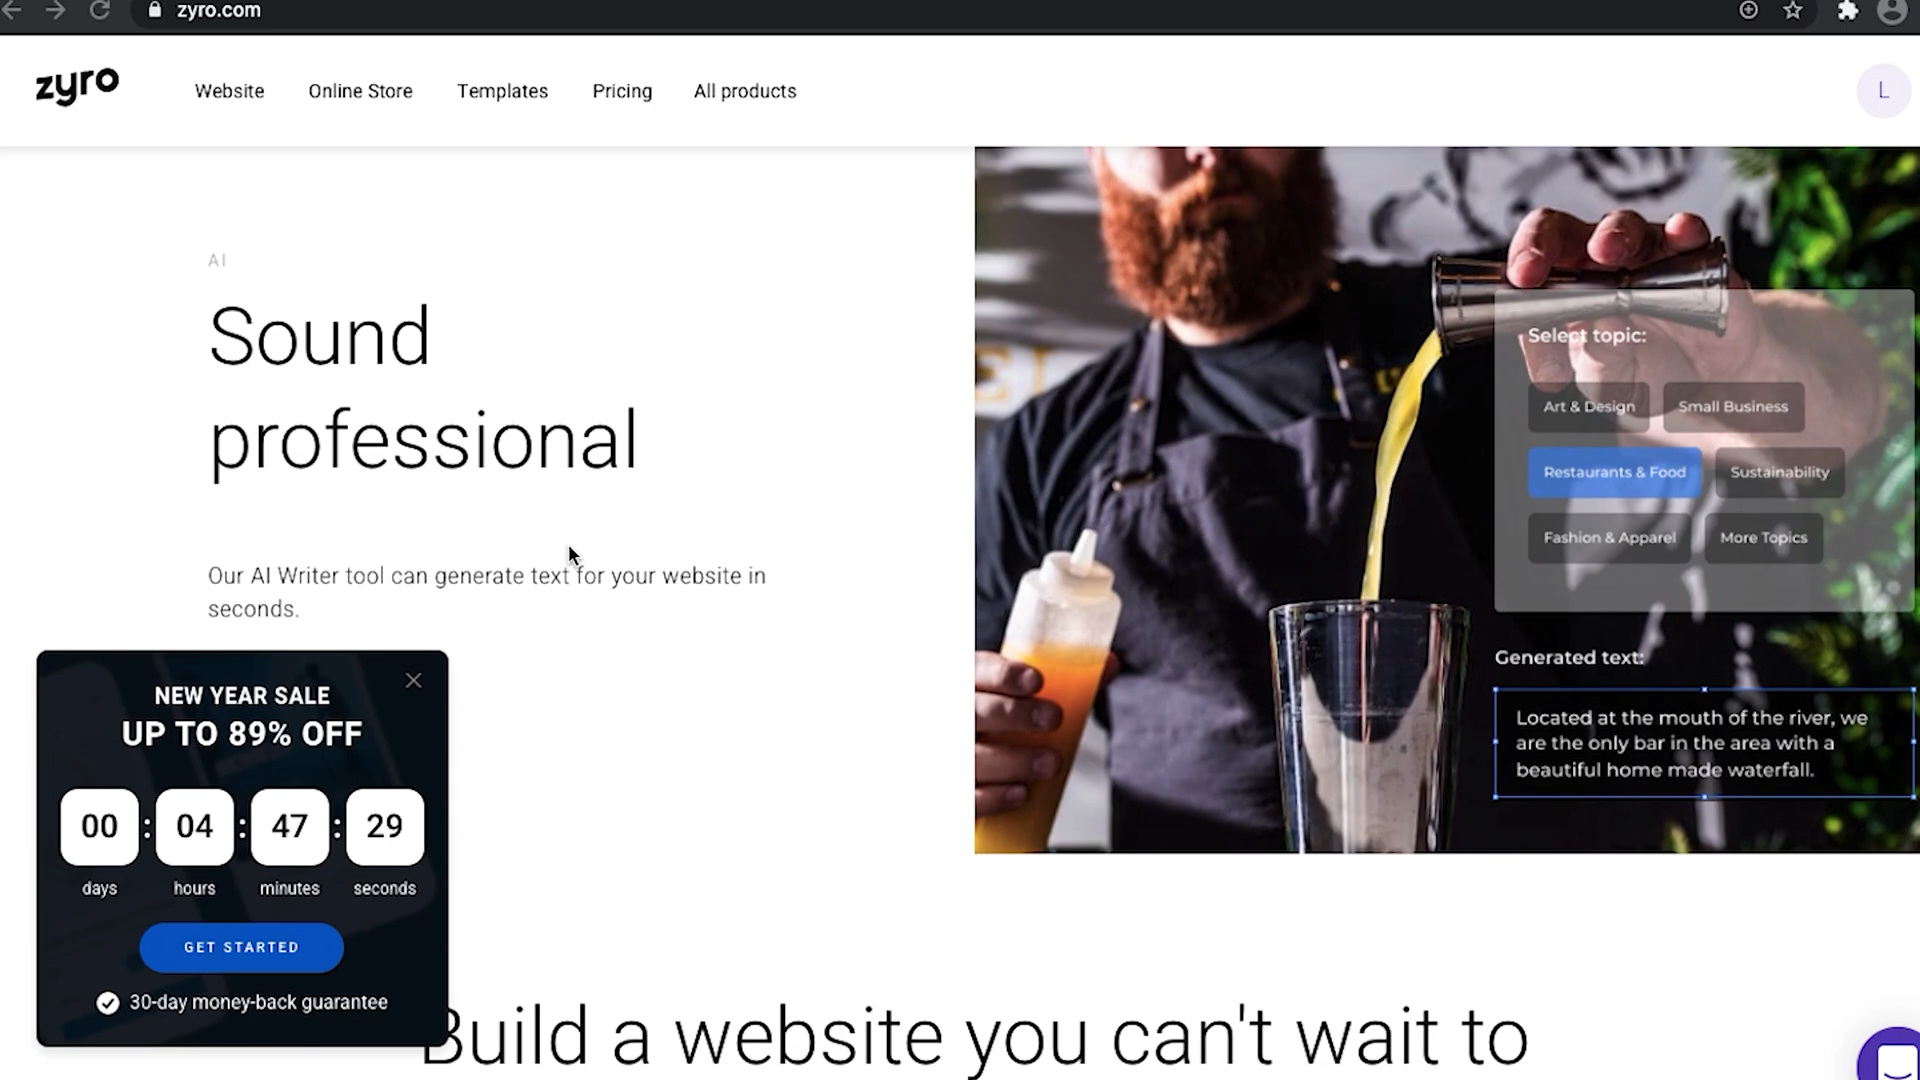 zyro.com
zyro
Website
Online Store
Templates
Pricing
All products
L
AI
Sound
professional
Our AI Writer tool can generate text for your website in
seconds.
Select topic:
Art & Design
Small Business
Restaurants & Food
Sustainability
Fashion & Apparel
More Topics
Generated text:
Located at the mouth of the river, we
are the only bar in the area with a
beautiful home made waterfall.
NEW YEAR SALE
UP TO 89% OFF
00 : 04 : 47 : 29
days hours minutes seconds
GET STARTED
30-day money-back guarantee
Build a website you can't wait to